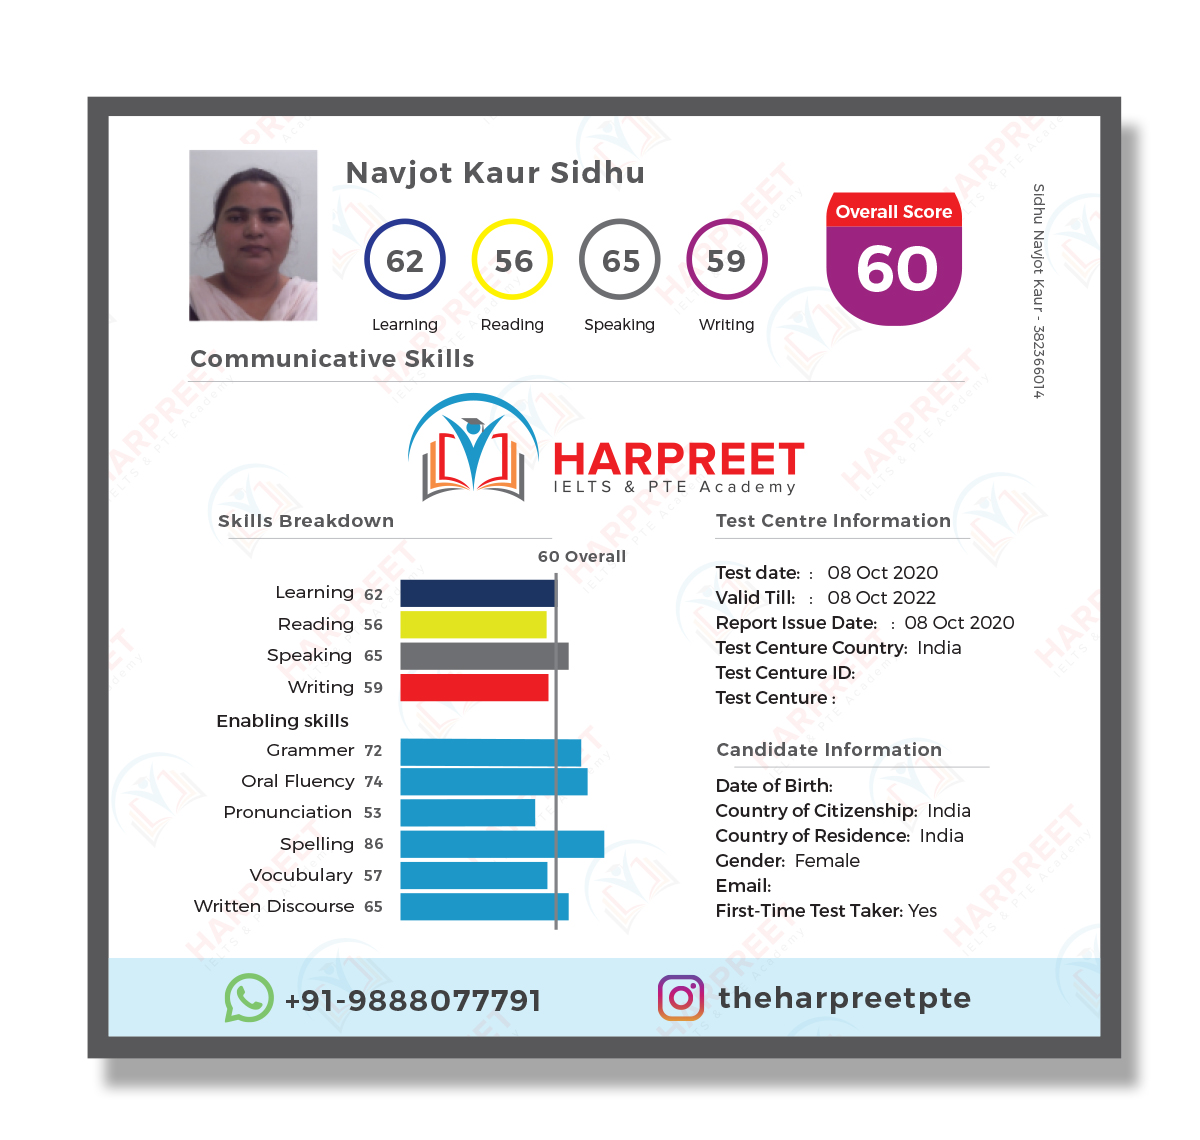 Navjot Kaur Sidhu
62 56 65 59
Learning Reading Speaking Writing
Overall Score
60
Sidhu Navjot Kaur - 382366014
Communicative Skills
HARPREET
IELTS & PTE Academy
Skills Breakdown
60 Overall
Learning 62
Reading 56
Speaking 65
Writing 59
Enabling skills
Grammer 72
Oral Fluency 74
Pronunciation 53
Spelling 86
Vocubulary 57
Written Discourse 65
Test Centre Information
Test date: : 08 Oct 2020
Valid Till: : 08 Oct 2022
Report Issue Date: : 08 Oct 2020
Test Centure Country: India
Test Centure ID:
Test Centure :
Candidate Information
Date of Birth:
Country of Citizenship: India
Country of Residence: India
Gender: Female
Email:
First-Time Test Taker: Yes
+91-9888077791
theharpreetpte